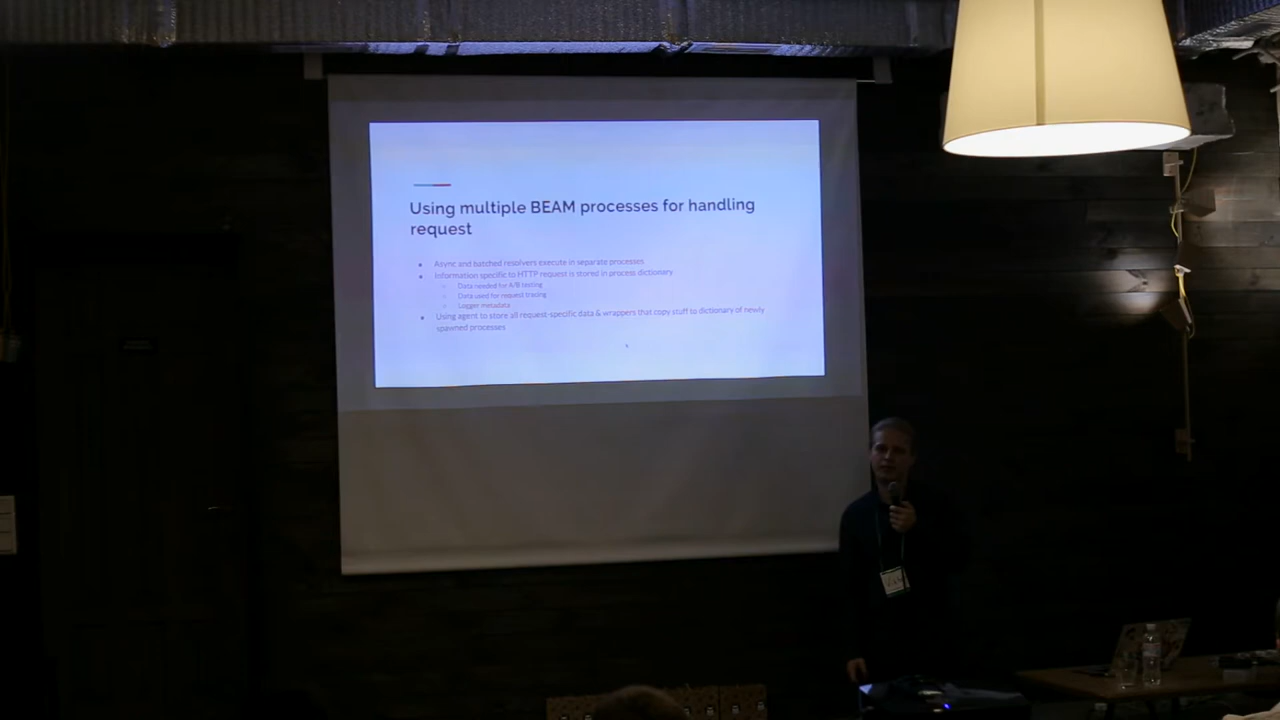 Using multiple BEAM processes for handling
request
Async and batched resolvers execute in separate processes
Information specific to HTTP request is stored in process dictionary
Data needed for A/B testing
Data used for request tracing
Logger metadata
Using agent to store all request-specific data & wrappers that copy stuff to dictionary of newly
spawned processes